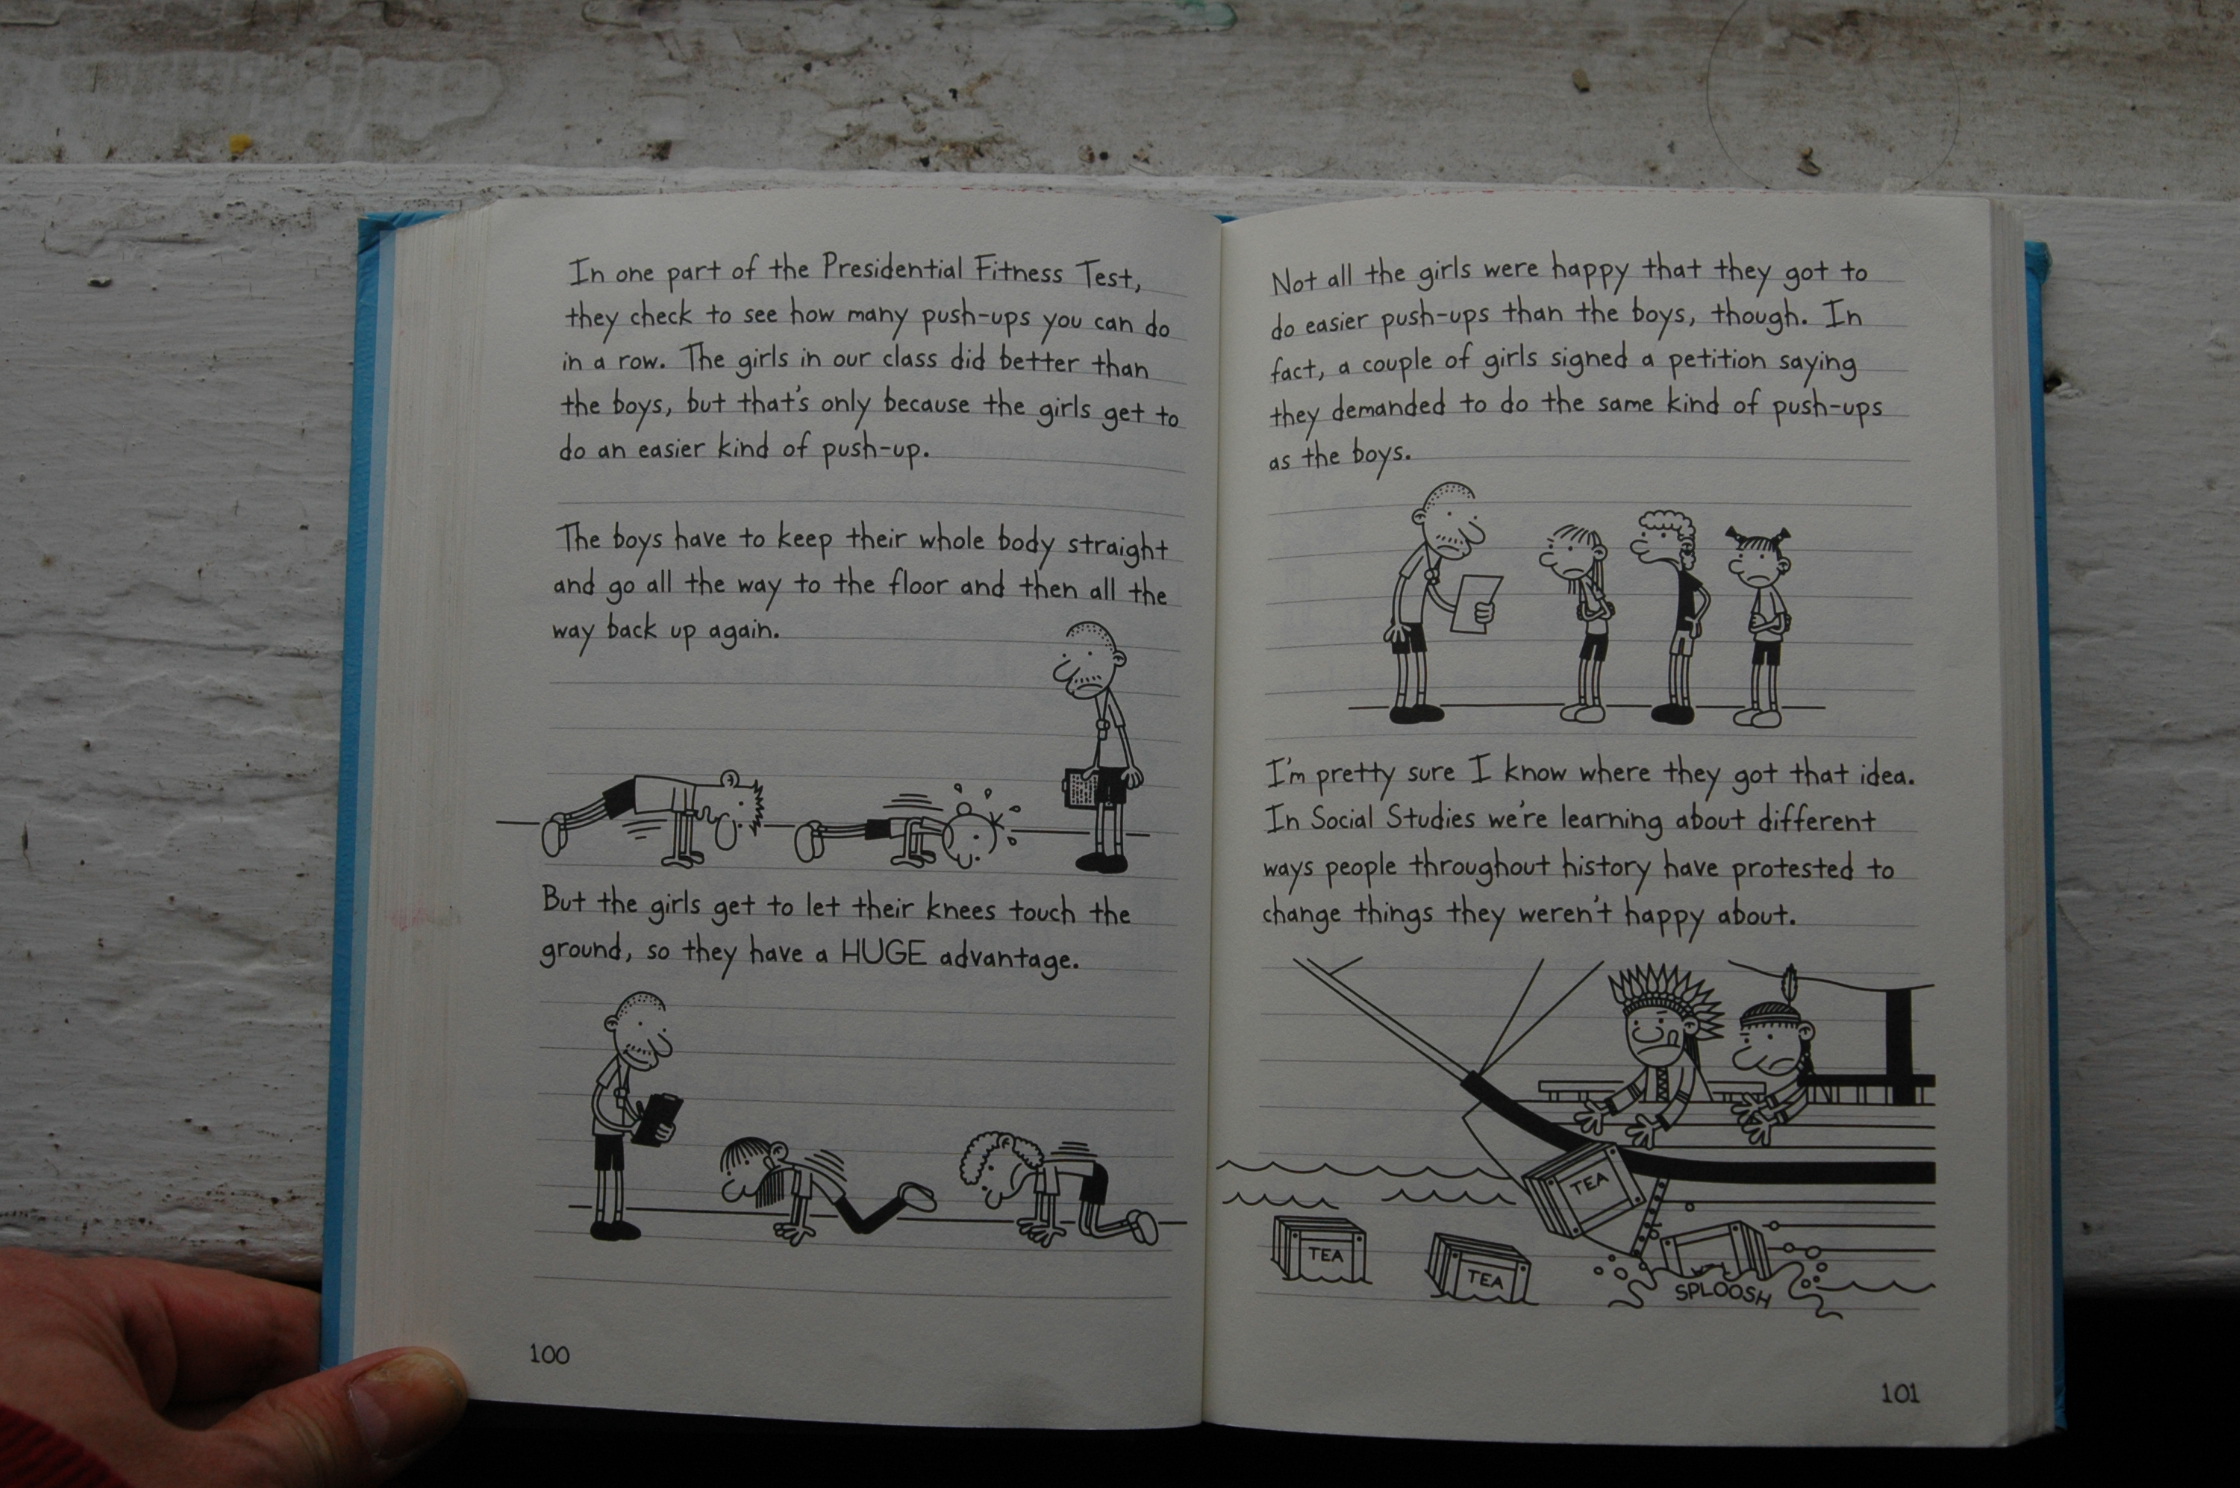 In one part of the Presidential Fitness Test,
they check to see how many push-ups you can do
in a row. The girls in our class did better than
the boys, but that's only because the girls get to
do an easier kind of push-up.
The boys have to keep their whole body straight
and go all the way to the floor and then all the
way back up again.
But the girls get to let their knees touch the
ground, so they have a HUGE advantage.
100
Not all the girls were happy that they got to
do easier push-ups than the boys, though. In
fact, a couple of girls signed a petition saying
they demanded to do the same kind of push-ups
as the boys.
I'm pretty sure I know where they got that idea.
In Social Studies we're learning about different
ways people throughout history have protested to
change things they weren't happy about.
TEA
TEA
TEA
SPLOOSH
101